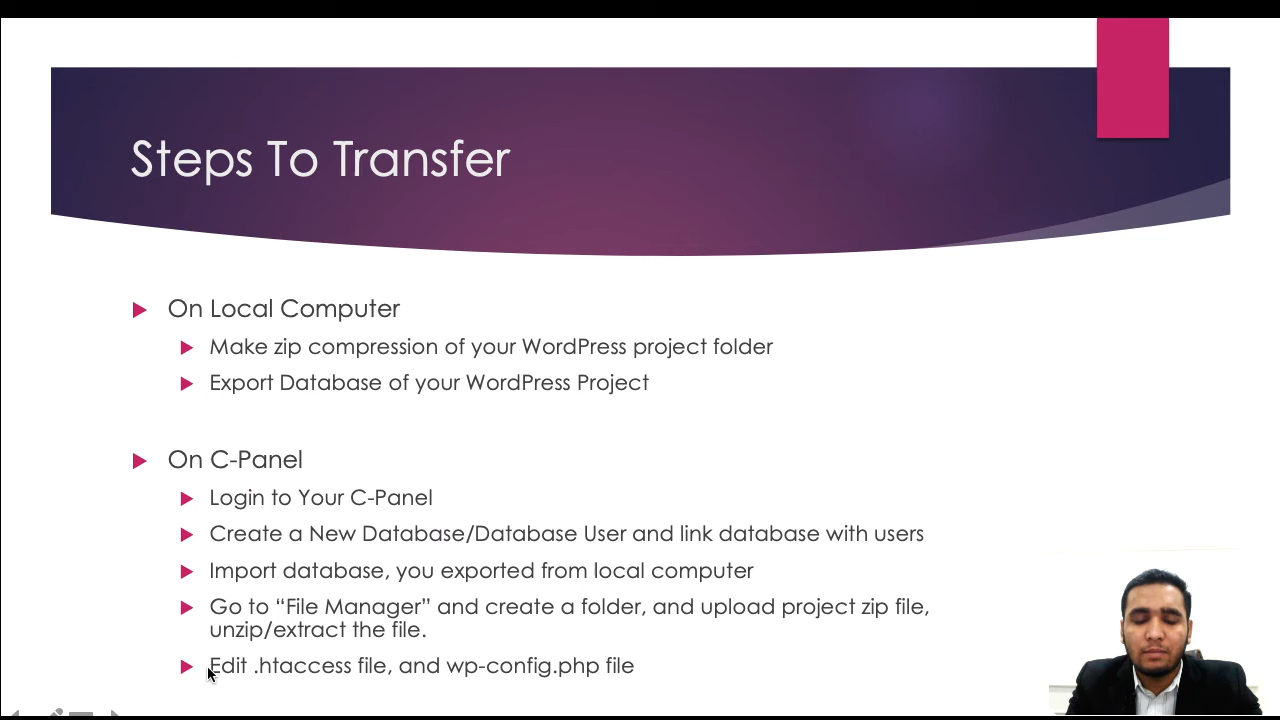 Steps To Transfer
On Local Computer
Make zip compression of your WordPress project folder
Export Database of your WordPress Project
On C-Panel
Login to Your C-Panel
Create a New Database/Database User and link database with users
Import database, you exported from local computer
Go to “File Manager” and create a folder, and upload project zip file,
unzip/extract the file.
Edit .htaccess file, and wp-config.php file